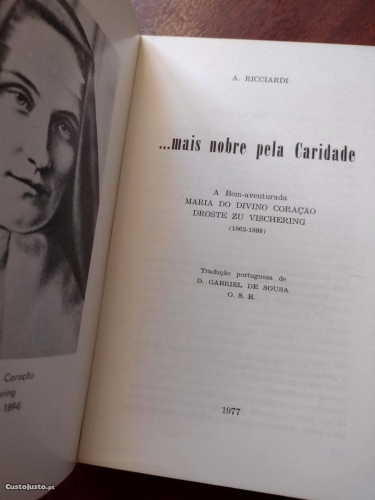 Coração
ering
1894)
CustoJusto.pt
A. RICCIARDI
...mais nobre pela Caridade
A Bem-aventurada
MARIA DO DIVINO CORAÇÃO
DROSTE ZU VISCHERING
(1863-1899)
Tradução portuguesa de
D. GABRIEL DE SOUSA
O. S. B.
1977